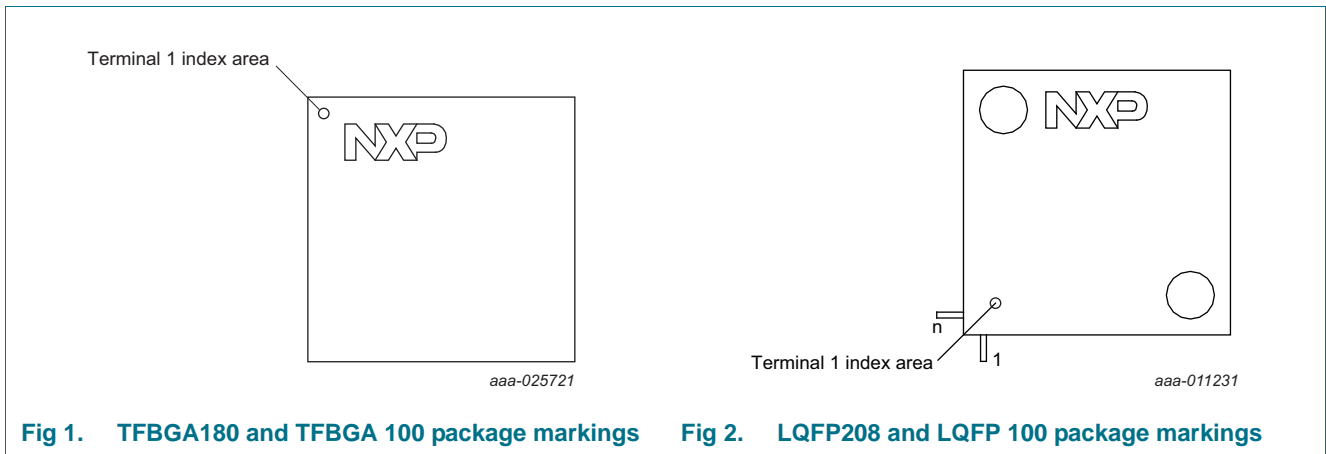 Terminal 1 index area
NXP
aaa-025721
Fig 1. TFBGA180 and TFBGA 100 package markings
NXP
n
1
Terminal 1 index area
aaa-011231
Fig 2. LQFP208 and LQFP 100 package markings